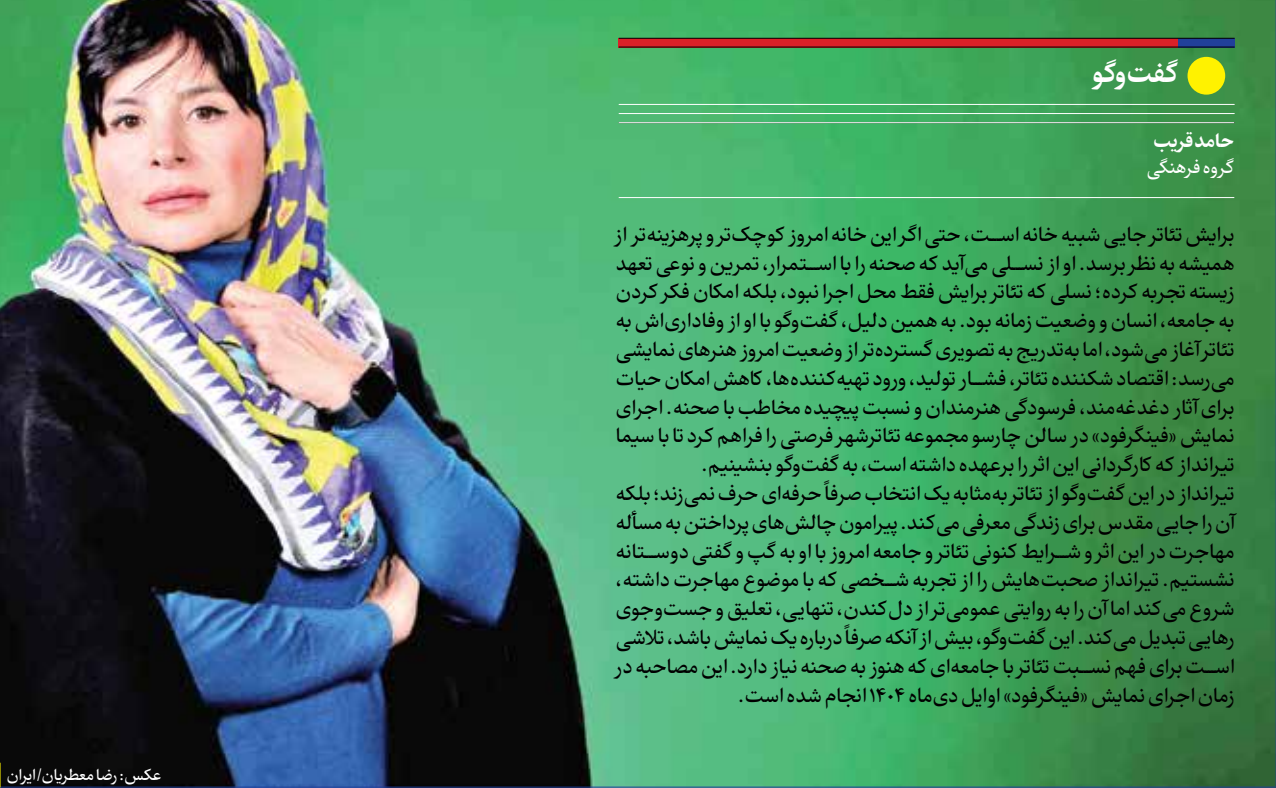 گفت‌وگو
حامد قریب
گروه فرهنگی
برایش تئاتر جایی شبیه خانه است، حتی اگر این خانه امروز کوچک‌تر و پرهزینه‌تر از
همیشه به نظر برسد. او از نسلی می‌آید که صحنه را با استمرار، تمرین و نوعی تعهد
زیسته تجربه کرده؛ نسلی که تئاتر برایش فقط محل اجرا نبود، بلکه امکان فکر کردن
به جامعه، انسان و وضعیت زمانه بود. به همین دلیل، گفت‌وگو با او از وفاداری‌اش به
تئاتر آغاز می‌شود، اما به‌تدریج به تصویری گسترده‌تر از وضعیت امروز هنرهای نمایشی
می‌رسد: اقتصاد شکننده تئاتر، فشار تولید، ورود تهیه‌کننده‌ها، کاهش امکان حیات
برای آثار دغدغه‌مند، فرسودگی هنرمندان و نسبت پیچیده مخاطب با صحنه. اجرای
نمایش «فینگرفود» در سالن چارسو مجموعه تئاترشهر فرصتی را فراهم کرد تا با سیما
تیرانداز که کارگردانی این اثر را برعهده داشته است، به گفت‌وگو بنشینیم.
تیرانداز در این گفت‌وگو از تئاتر به‌مثابه یک انتخاب صرفاً حرفه‌ای حرف نمی‌زند؛ بلکه
آن را جایی مقدس برای زندگی معرفی می‌کند. پیرامون چالش‌های پرداختن به مسأله
مهاجرت در این اثر و شرایط کنونی تئاتر و جامعه امروز با او به گپ و گفتی دوستانه
نشستیم. تیرانداز صحبت‌هایش را از تجربه شخصی که با موضوع مهاجرت داشته،
شروع می‌کند اما آن را به روایتی عمومی‌تر از دل‌کندن، تنهایی، تعلیق و جست‌وجوی
رهایی تبدیل می‌کند. این گفت‌وگو، بیش از آنکه صرفاً درباره یک نمایش باشد، تلاشی
است برای فهم نسبت تئاتر با جامعه‌ای که هنوز به صحنه نیاز دارد. این مصاحبه در
زمان اجرای نمایش «فینگرفود» اوایل دی‌ماه ۱۴۰۴ انجام شده است.
عکس: رضا معطریان/ایران